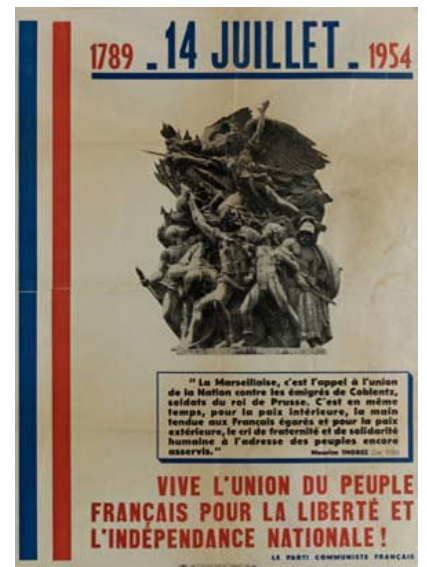 1789 - 14 JUILLET - 1954
" La Marseillaise, c'est l'appel à l'union
de la Nation contre les émigrés de Coblentz,
soldats du roi de Prusse. C'est en même
temps, pour la paix intérieure, la main
tendue aux Français égarés et pour la paix
extérieure, le cri de fraternité et de solidarité
humaine à l'adresse des peuples encore
asservis. "
Maurice THOREZ
VIVE L'UNION DU PEUPLE
FRANÇAIS POUR LA LIBERTÉ ET
L'INDÉPENDANCE NATIONALE !
LE PARTI COMMUNISTE FRANÇAIS